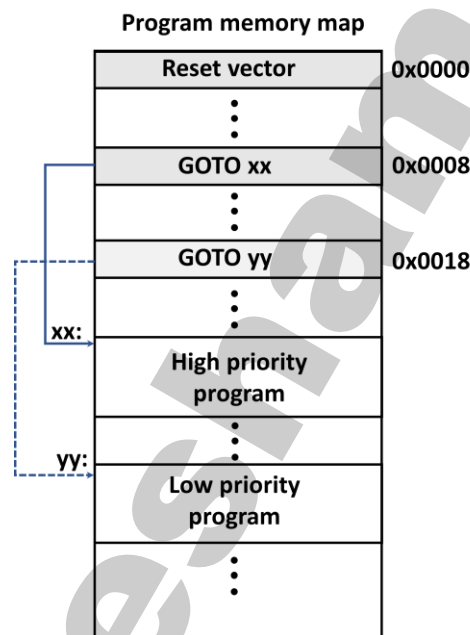 Program memory map
Reset vector 0x0000
GOTO xx 0x0008
GOTO yy 0x0018
xx:
High priority
program
yy:
Low priority
program
esham